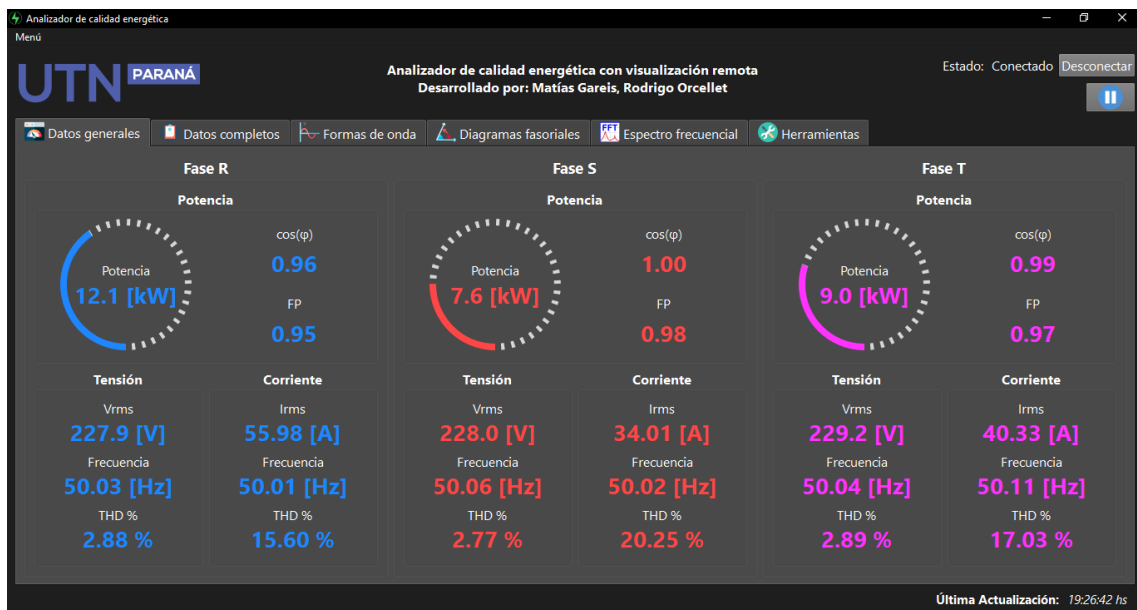 Analizador de calidad energética
Menú
UTN PARANÁ
Analizador de calidad energética con visualización remota
Desarrollado por: Matías Gareis, Rodrigo Orcellet
Estado: Conectado Desconectar
Datos generales Datos completos Formas de onda Diagramas fasoriales FFT Espectro frecuencial Herramientas
Fase R
Potencia
Potencia
12.1 [kW]
cos(φ)
0.96
FP
0.95
Tensión
Vrms
227.9 [V]
Frecuencia
50.03 [Hz]
THD %
2.88 %
Corriente
Irms
55.98 [A]
Frecuencia
50.01 [Hz]
THD %
15.60 %
Fase S
Potencia
Potencia
7.6 [kW]
cos(φ)
1.00
FP
0.98
Tensión
Vrms
228.0 [V]
Frecuencia
50.06 [Hz]
THD %
2.77 %
Corriente
Irms
34.01 [A]
Frecuencia
50.02 [Hz]
THD %
20.25 %
Fase T
Potencia
Potencia
9.0 [kW]
cos(φ)
0.99
FP
0.97
Tensión
Vrms
229.2 [V]
Frecuencia
50.04 [Hz]
THD %
2.89 %
Corriente
Irms
40.33 [A]
Frecuencia
50.11 [Hz]
THD %
17.03 %
Última Actualización: 19:26:42 hs